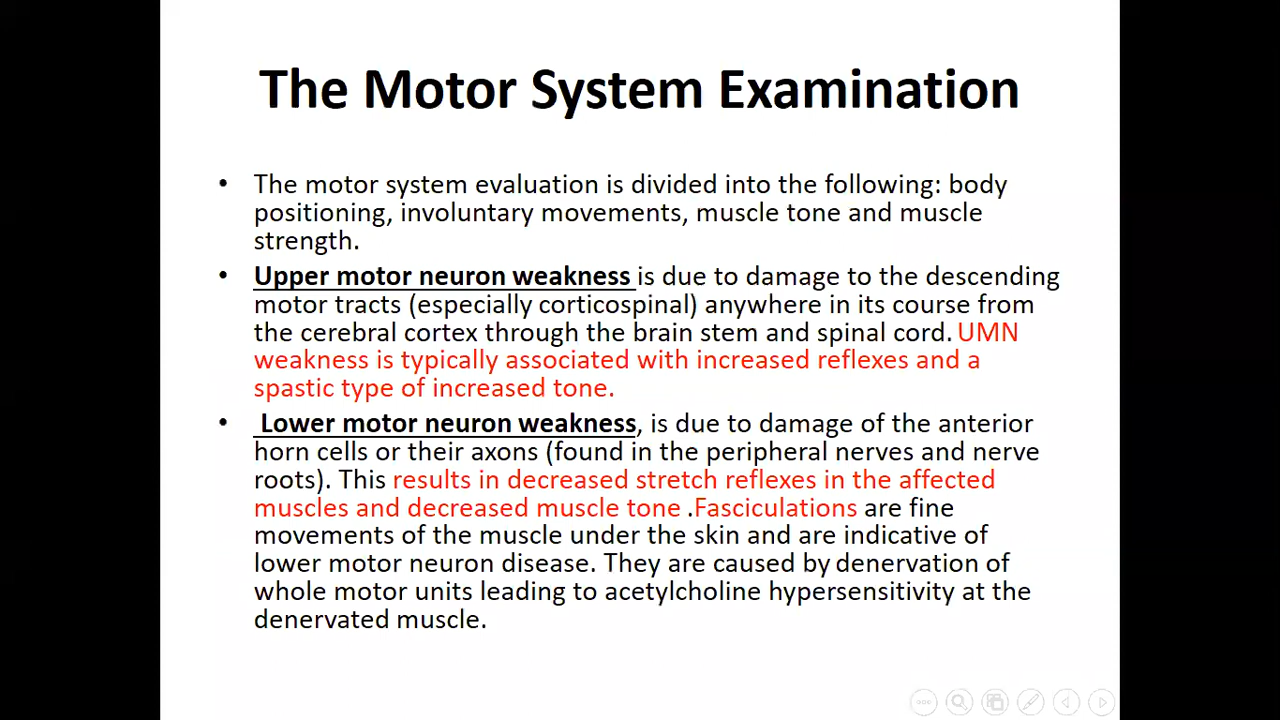 The Motor System Examination
• The motor system evaluation is divided into the following: body
positioning, involuntary movements, muscle tone and muscle
strength.
• Upper motor neuron weakness is due to damage to the descending
motor tracts (especially corticospinal) anywhere in its course from
the cerebral cortex through the brain stem and spinal cord. UMN
weakness is typically associated with increased reflexes and a
spastic type of increased tone.
• Lower motor neuron weakness, is due to damage of the anterior
horn cells or their axons (found in the peripheral nerves and nerve
roots). This results in decreased stretch reflexes in the affected
muscles and decreased muscle tone .Fasciculations are fine
movements of the muscle under the skin and are indicative of
lower motor neuron disease. They are caused by denervation of
whole motor units leading to acetylcholine hypersensitivity at the
denervated muscle.